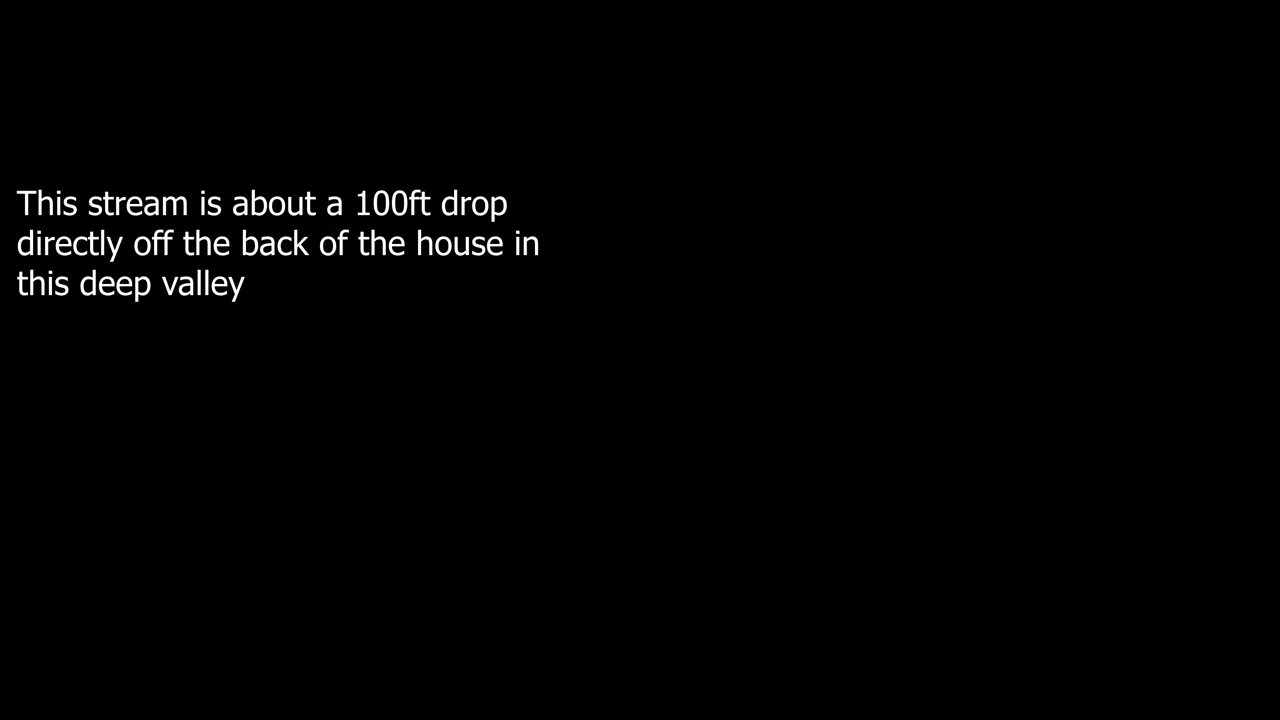 This stream is about a 100ft drop
directly off the back of the house in
this deep valley